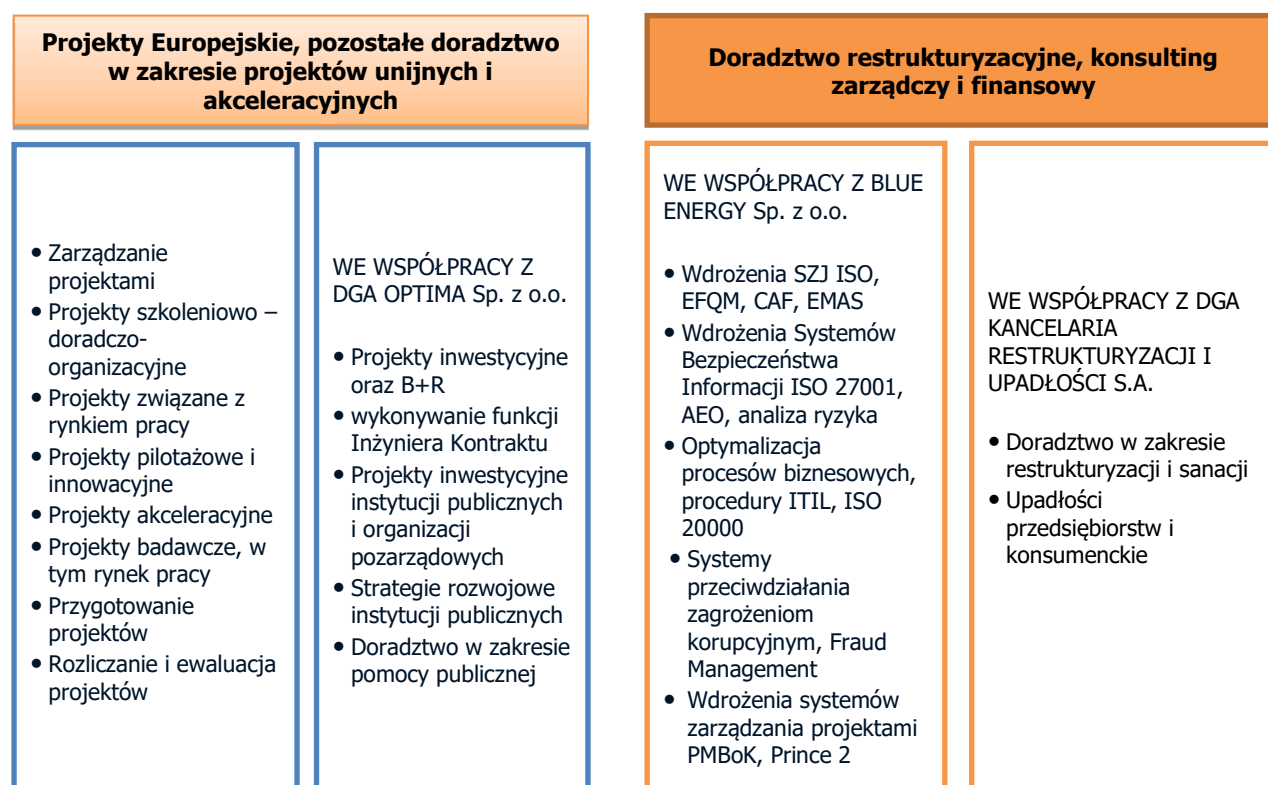 Projekty Europejskie, pozostałe doradztwo
w zakresie projektów unijnych i
akceleracyjnych
• Zarządzanie
projektami
• Projekty szkoleniowo –
doradczo-
organizacyjne
• Projekty związane z
rynkiem pracy
• Projekty pilotażowe i
innowacyjne
• Projekty akceleracyjne
• Projekty badawcze, w
tym rynek pracy
• Przygotowanie
projektów
• Rozliczanie i ewaluacja
projektów
WE WSPÓŁPRACY Z
DGA OPTIMA Sp. z o.o.
• Projekty inwestycyjne
oraz B+R
• wykonywanie funkcji
Inżyniera Kontraktu
• Projekty inwestycyjne
instytucji publicznych
i organizacji
pozarządowych
• Strategie rozwojowe
instytucji publicznych
• Doradztwo w zakresie
pomocy publicznej
Doradztwo restrukturyzacyjne, konsulting
zarządczy i finansowy
WE WSPÓŁPRACY Z BLUE
ENERGY Sp. z o.o.
• Wdrożenia SZJ ISO,
EFQM, CAF, EMAS
• Wdrożenia Systemów
Bezpieczeństwa
Informacji ISO 27001,
AEO, analiza ryzyka
• Optymalizacja
procesów biznesowych,
procedury ITIL, ISO
20000
• Systemy
przeciwdziałania
zagrożeniom
korupcyjnym, Fraud
Management
• Wdrożenia systemów
zarządzania projektami
PMBoK, Prince 2
WE WSPÓŁPRACY Z DGA
KANCELARIA
RESTRUKTURYZACJI I
UPADŁOŚCI S.A.
• Doradztwo w zakresie
restrukturyzacji i sanacji
• Upadłości
przedsiębiorstw i
konsumenckie